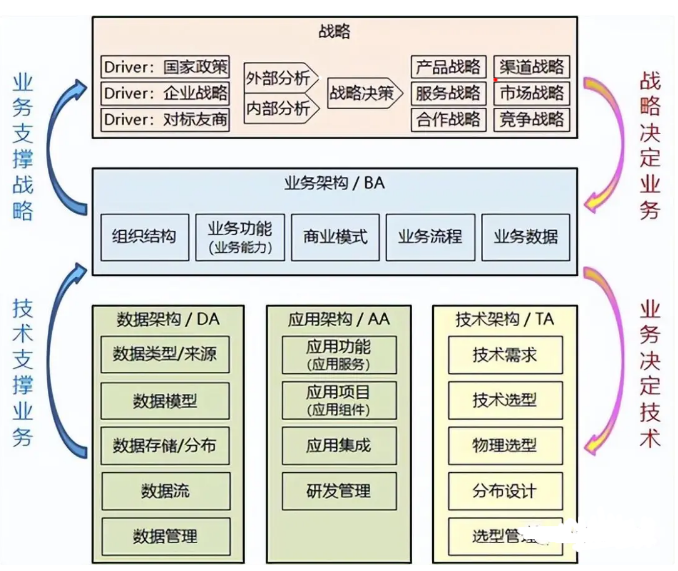 战略
Driver：国家政策
Driver：企业战略
Driver：对标友商
外部分析
内部分析
战略决策
产品战略
渠道战略
服务战略
市场战略
合作战略
竞争战略
业务支撑战略
战略决定业务
业务架构 / BA
组织结构
业务功能
（业务能力）
商业模式
业务流程
业务数据
技术支撑业务
业务决定技术
数据架构 / DA
数据类型/来源
数据模型
数据存储/分布
数据流
数据管理
应用架构 / AA
应用功能
（应用服务）
应用项目
（应用组件）
应用集成
研发管理
技术架构 / TA
技术需求
技术选型
物理选型
分布设计
选型管理